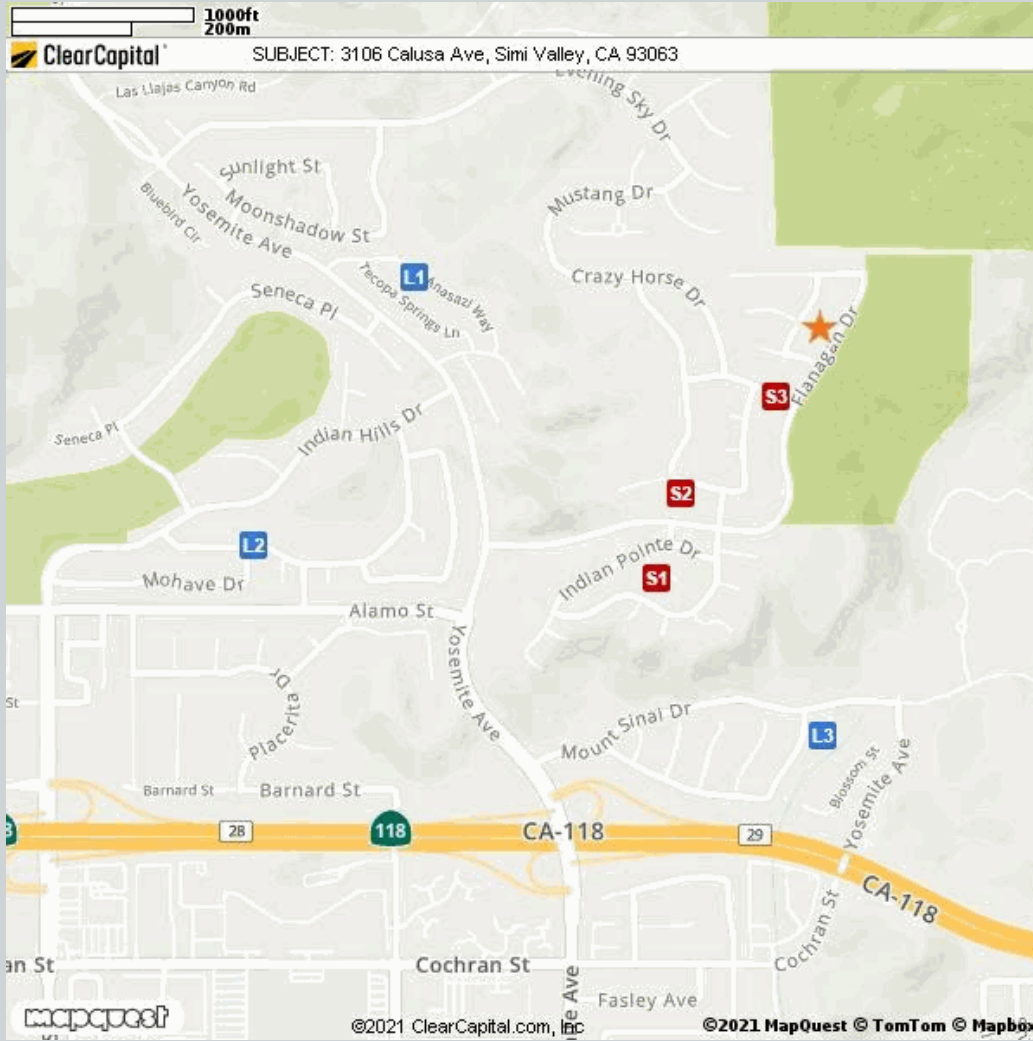 1000ft
200m
ClearCapital
SUBJECT: 3106 Calusa Ave, Simi Valley, CA 93063
Las Llajas Canyon Rd
Evening Sky Dr
Sunlight St
Mustang Dr
Bluebird Cir
Yosemite Ave
Moonshadow St
L1
Anasazi Way
Tecopa Springs Ln
Crazy Horse Dr
Seneca Pl
Flanagan Dr
S3
Seneca Pl
Indian Hills Dr
S2
L2
Indian Pointe Dr
S1
Mohave Dr
Alamo St
Yosemite Ave
St
Placerita Dr
Mount Sinai Dr
L3
Blossom St
Yosemite Ave
Barnard St
Barnard St
28
118
CA-118
29
CA-118
an St
Cochran St
Cochran St
Fasley Ave
ne Ave
mapquest
©2021 ClearCapital.com, Inc
©2021 MapQuest © TomTom © Mapbox